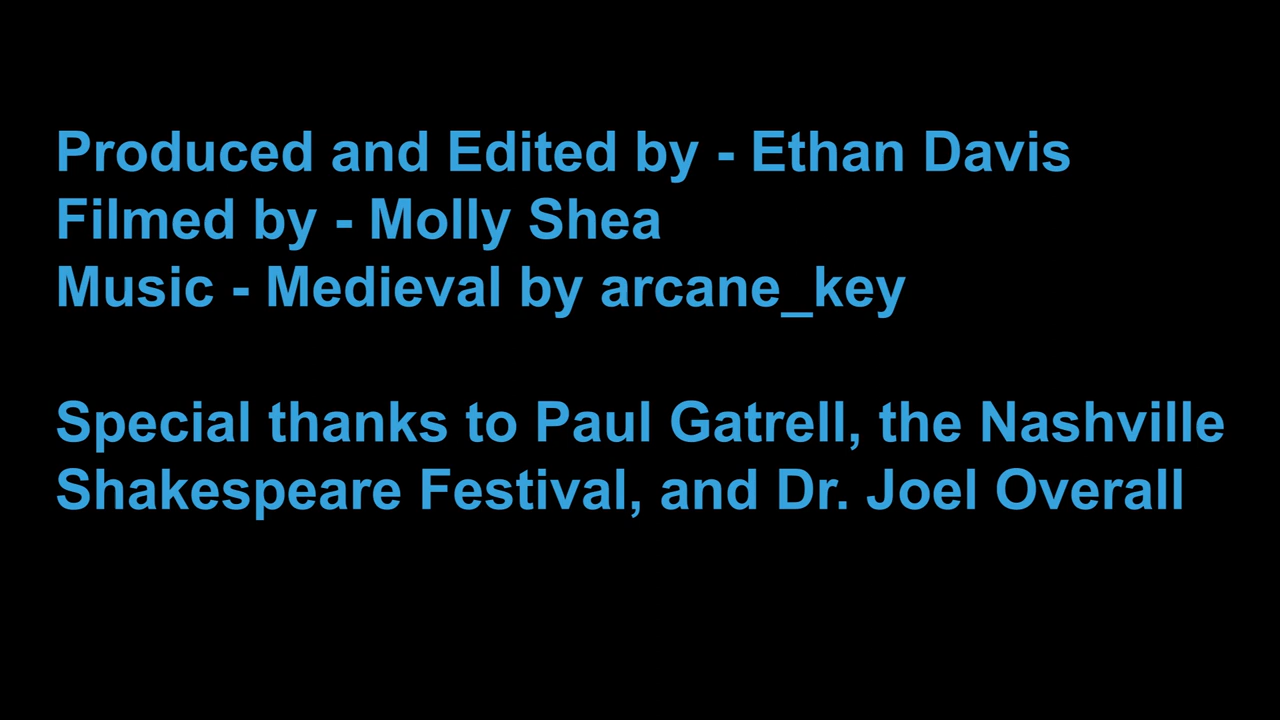 Produced and Edited by - Ethan Davis
Filmed by - Molly Shea
Music - Medieval by arcane_key
Special thanks to Paul Gatrell, the Nashville
Shakespeare Festival, and Dr. Joel Overall